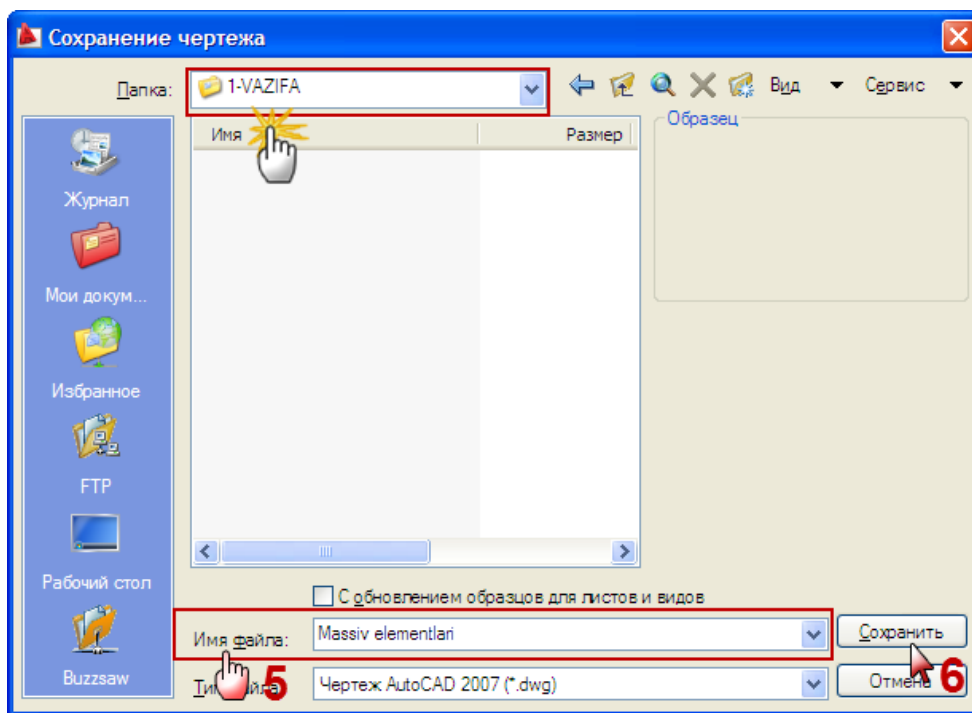 Сохранение чертежа
Папка: 1-VAZIFA Вид Сервис
Имя Размер
Образец
Журнал
Мои докум...
Избранное
FTP
Рабочий стол
Buzzsaw
С обновлением образцов для листов и видов
Имя файла: Massiv elementlari Сохранить
5 6
Чертеж AutoCAD 2007 (*.dwg) Отмена